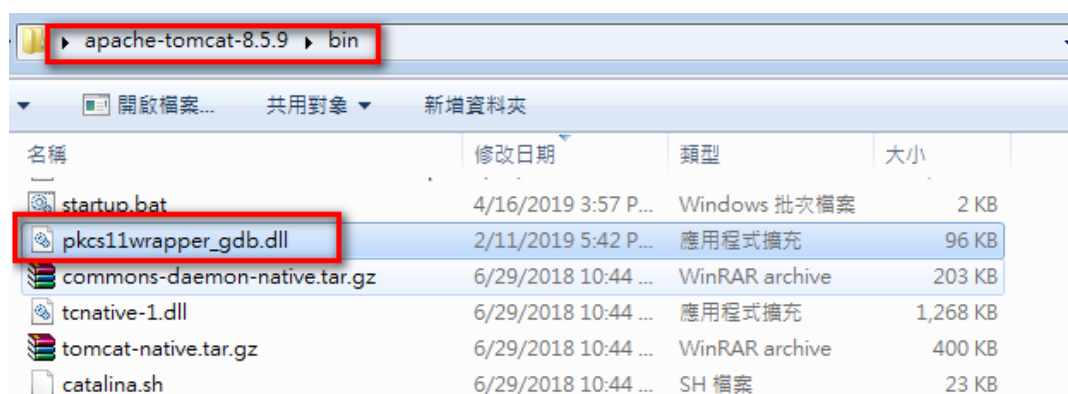 apache-tomcat-8.5.9 ▸ bin
開啟檔案... 共用對象 新增資料夾
名稱 修改日期 類型 大小
startup.bat 4/16/2019 3:57 P... Windows 批次檔案 2 KB
pkcs11wrapper_gdb.dll 2/11/2019 5:42 P... 應用程式擴充 96 KB
commons-daemon-native.tar.gz 6/29/2018 10:44 ... WinRAR archive 203 KB
tcnative-1.dll 6/29/2018 10:44 ... 應用程式擴充 1,268 KB
tomcat-native.tar.gz 6/29/2018 10:44 ... WinRAR archive 400 KB
catalina.sh 6/29/2018 10:44 ... SH 檔案 23 KB